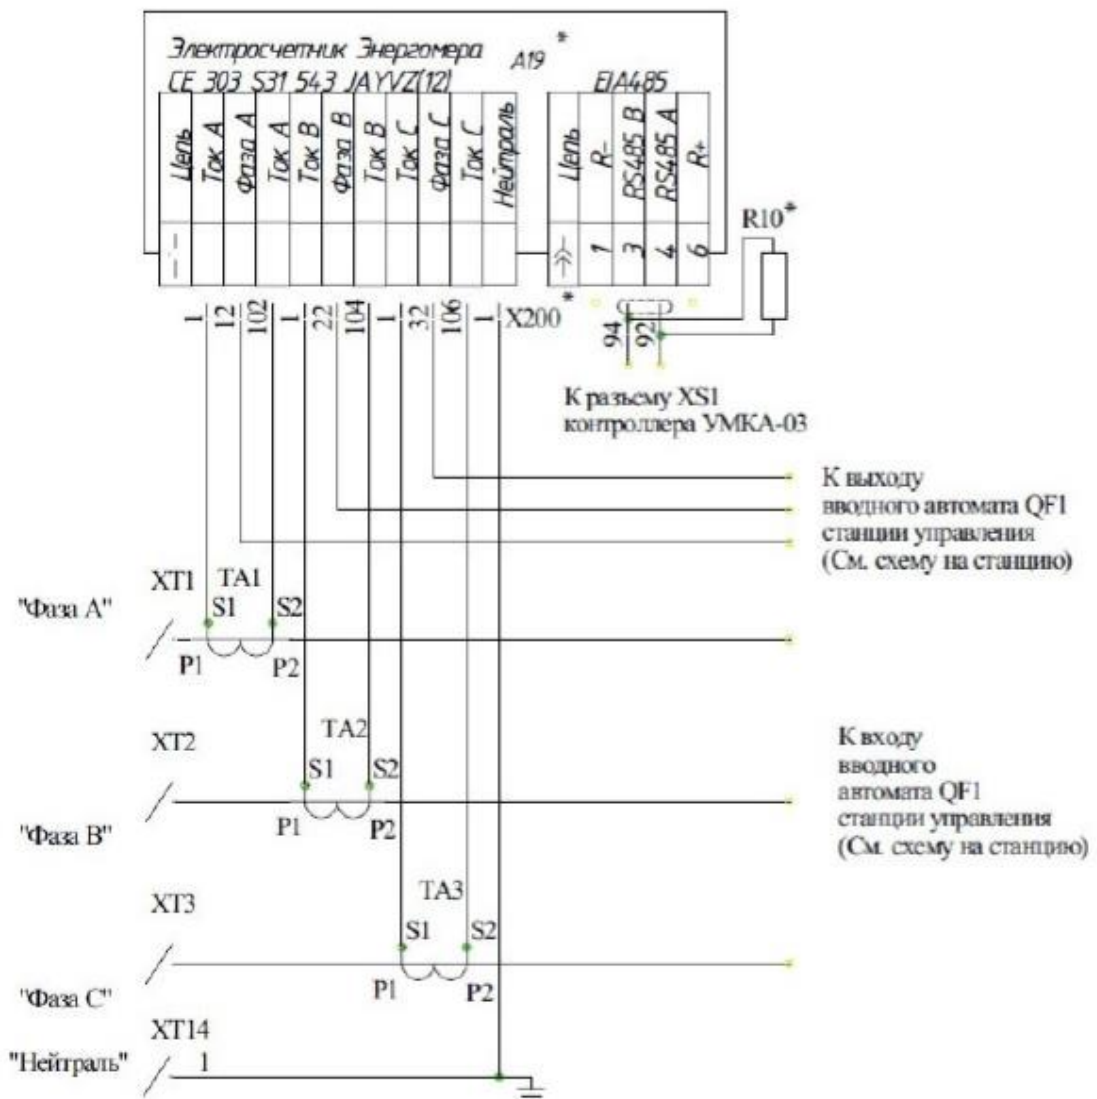 Электросчетчик Энергомера
CE 303 S31 543 JAYVZ(12)
A19 *
EIA485
Цепь
Ток А
Фаза А
Ток А
Ток В
Фаза В
Ток В
Ток С
Фаза С
Ток С
Нейтраль
Цепь
R-
RS485 B
RS485 A
R+
1
3
4
6
R10*
1
12
102
1
22
104
1
32
106
1
X200
*
94
92
К разъему XS1
контроллера УМКА-03
К выходу
вводного автомата QF1
станции управления
(См. схему на станцию)
XT1
TA1
"Фаза А"
S1
S2
P1
P2
XT2
TA2
S1
S2
"Фаза В"
P1
P2
К входу
вводного
автомата QF1
станции управления
(См. схему на станцию)
XT3
TA3
S1
S2
"Фаза С"
P1
P2
XT14
"Нейтраль"
1